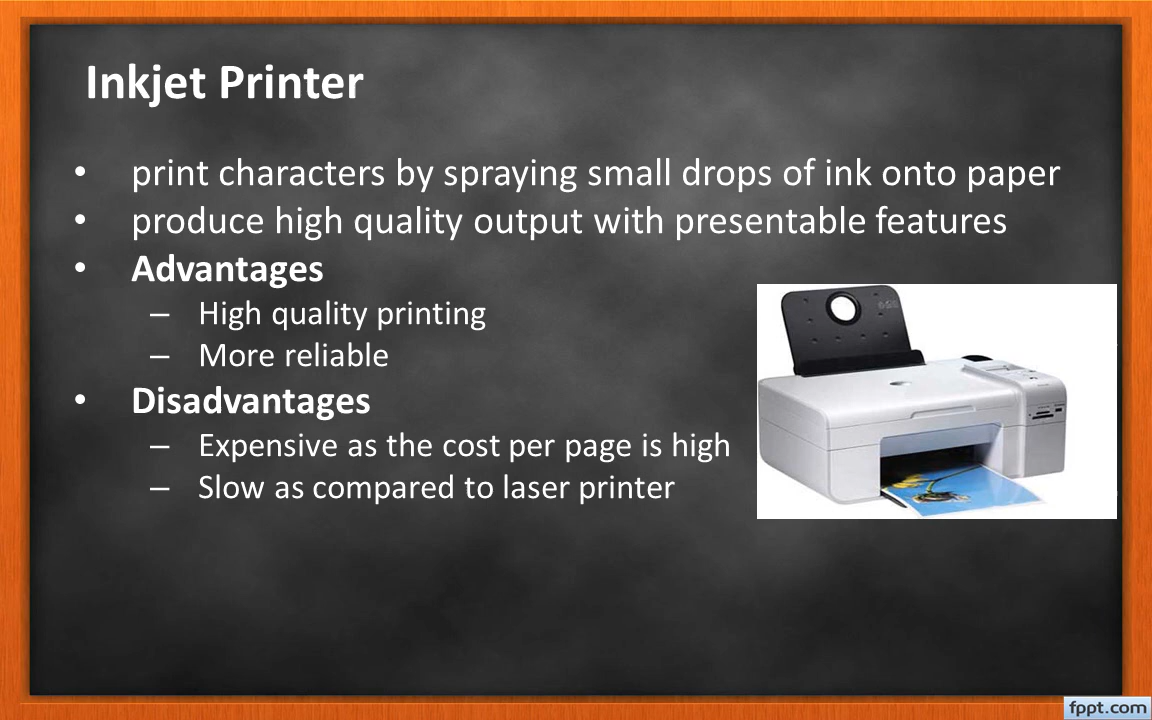 Inkjet Printer
• print characters by spraying small drops of ink onto paper
• produce high quality output with presentable features
• Advantages
– High quality printing
– More reliable
• Disadvantages
– Expensive as the cost per page is high
– Slow as compared to laser printer
fppt.com